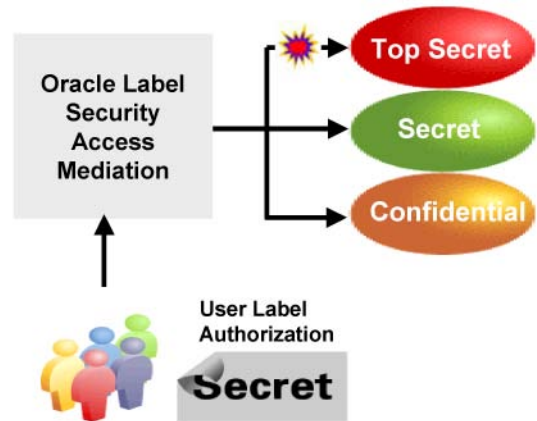 Oracle Label
Security
Access
Mediation
Top Secret
Secret
Confidential
User Label
Authorization
Secret